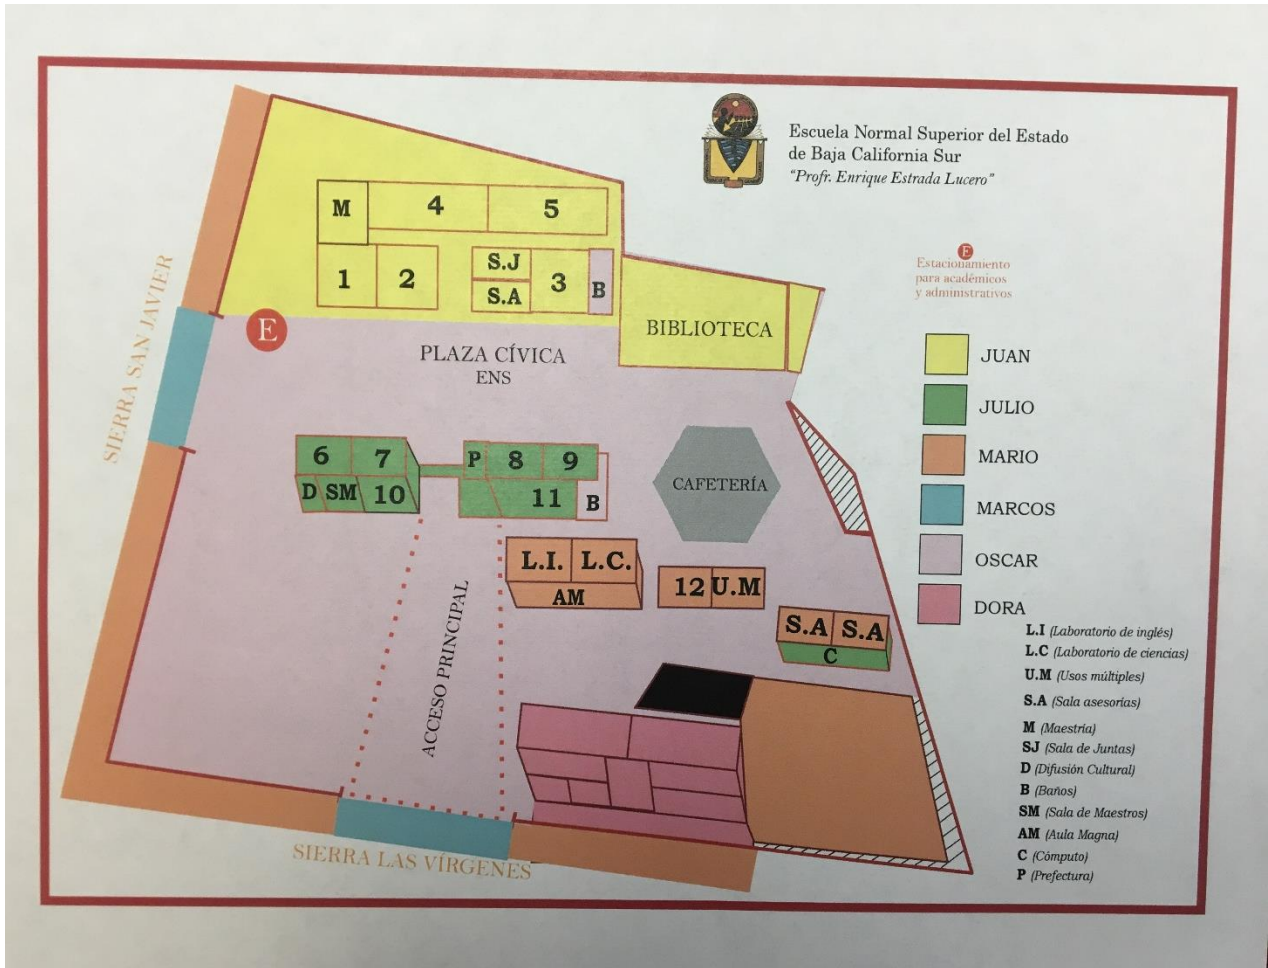 Escuela Normal Superior del Estado
de Baja California Sur
"Profr. Enrique Estrada Lucero"
E
Estacionamiento
para académicos
y administrativos
M
4
5
1
2
S.J
S.A
3
B
E
BIBLIOTECA
PLAZA CÍVICA
ENS
SIERRA SAN JAVIER
6
7
D
SM
10
P
8
9
11
B
CAFETERÍA
L.I.
L.C.
AM
12
U.M
S.A
S.A
C
ACCESO PRINCIPAL
SIERRA LAS VÍRGENES
JUAN
JULIO
MARIO
MARCOS
OSCAR
DORA
L.I (Laboratorio de inglés)
L.C (Laboratorio de ciencias)
U.M (Usos múltiples)
S.A (Sala asesorías)
M (Maestría)
SJ (Sala de Juntas)
D (Difusión Cultural)
B (Baños)
SM (Sala de Maestros)
AM (Aula Magna)
C (Cómputo)
P (Prefectura)